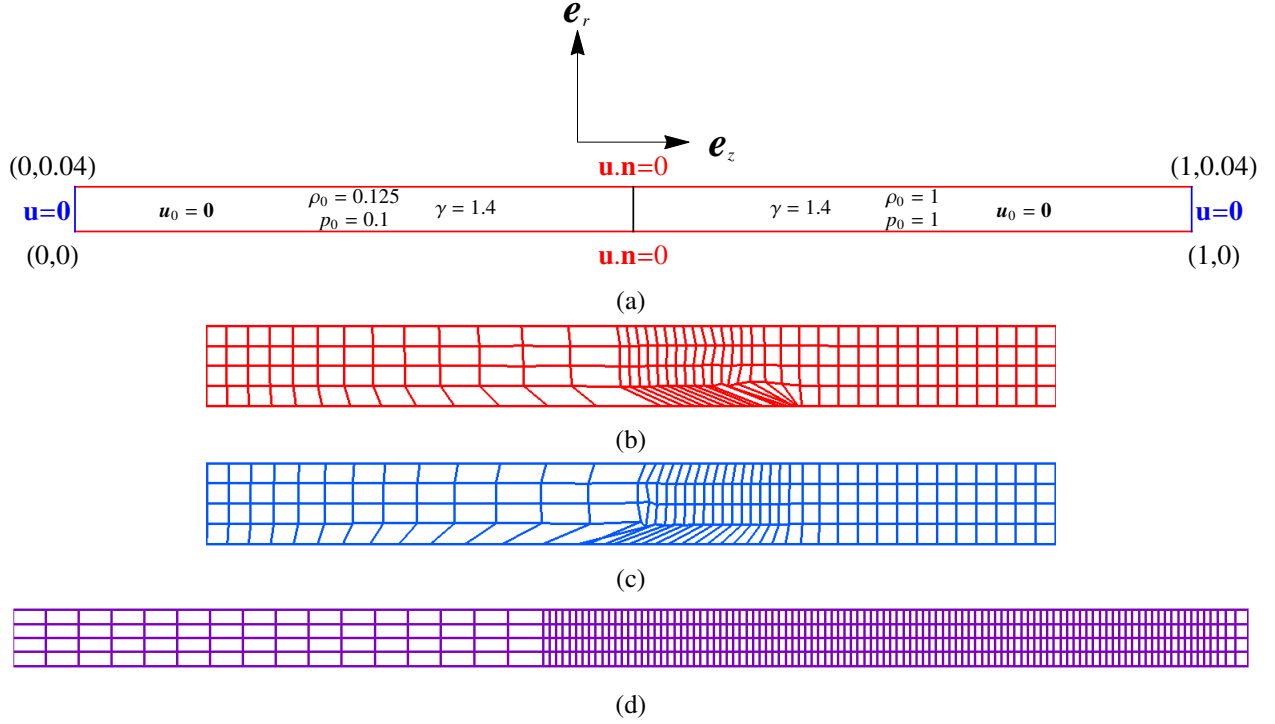 e_r
e_z
(0,0.04) u.n=0 (1,0.04)
u=0 u₀ = 0 ρ₀ = 0.125 γ = 1.4 γ = 1.4 ρ₀ = 1 u₀ = 0 u=0
p₀ = 0.1 p₀ = 1
(0,0) u.n=0 (1,0)
(a)
(b)
(c)
(d)